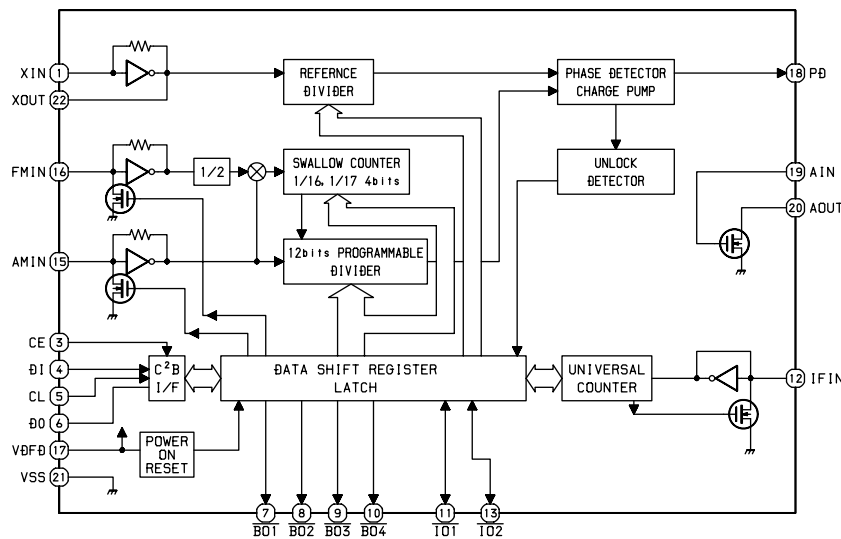 XIN 1
REFERNCE
DIVIDER
PHASE DETECTOR
CHARGE PUMP
18 PD
XOUT 22
FMIN 16
1/2
SWALLOW COUNTER
1/16, 1/17 4bits
UNLOCK
DETECTOR
19 AIN
20 AOUT
AMIN 15
12bits PROGRAMMABLE
DIVIDER
CE 3
DI 4
CL 5
DO 6
C²B
I/F
DATA SHIFT REGISTER
LATCH
UNIVERSAL
COUNTER
12 IFIN
VDFD 17
POWER
ON
RESET
VSS 21
7 8 9 10 11 13
BO1 BO2 BO3 BO4 IO1 IO2